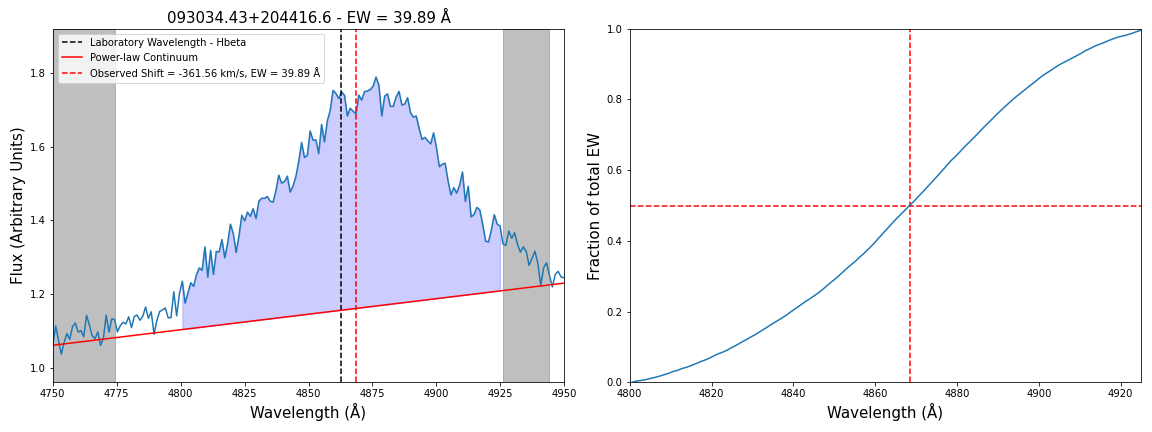 093034.43+204416.6 - EW = 39.89 Å
Laboratory Wavelength - Hbeta
Power-law Continuum
Observed Shift = -361.56 km/s, EW = 39.89 Å
Flux (Arbitrary Units)
1.8
1.6
1.4
1.2
1.0
4750 4775 4800 4825 4850 4875 4900 4925 4950
Wavelength (Å)
Fraction of total EW
1.0
0.8
0.6
0.4
0.2
0.0
4800 4820 4840 4860 4880 4900 4920
Wavelength (Å)